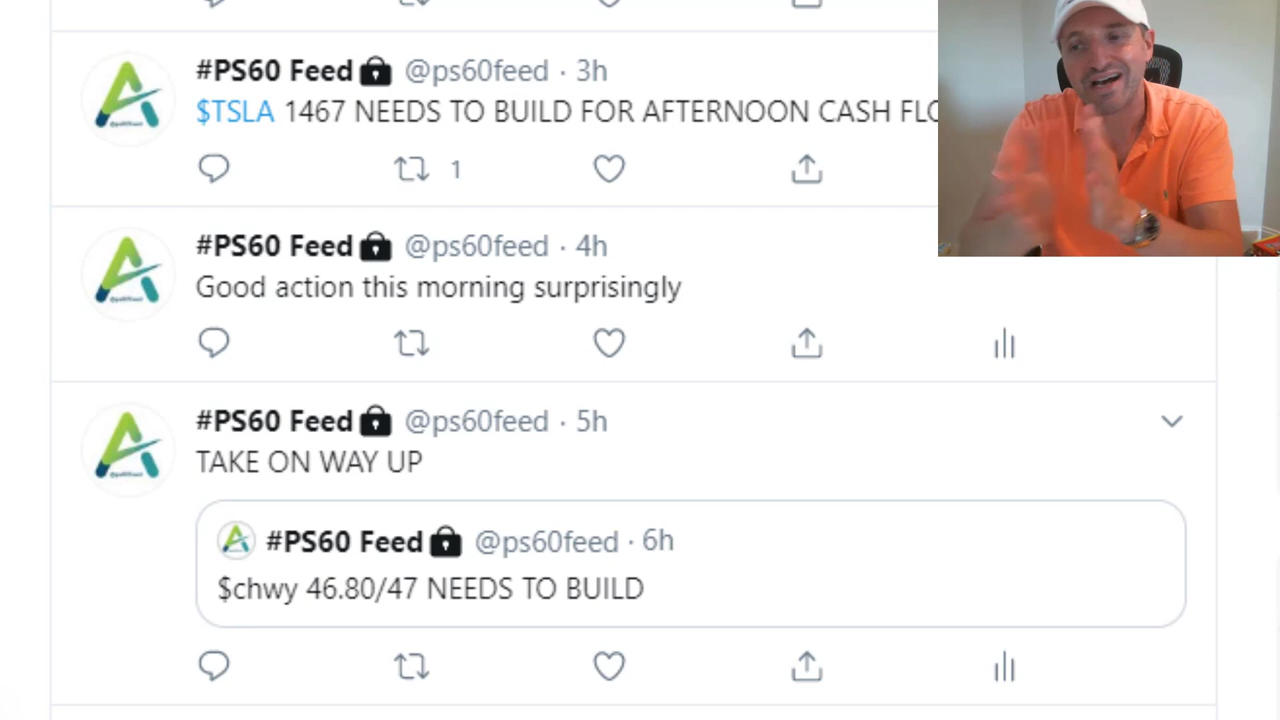 #PS60 Feed @ps60feed · 3h
$TSLA 1467 NEEDS TO BUILD FOR AFTERNOON CASH
1
#PS60 Feed @ps60feed · 4h
Good action this morning surprisingly
#PS60 Feed @ps60feed · 5h
TAKE ON WAY UP
#PS60 Feed @ps60feed · 6h
$chwy 46.80/47 NEEDS TO BUILD